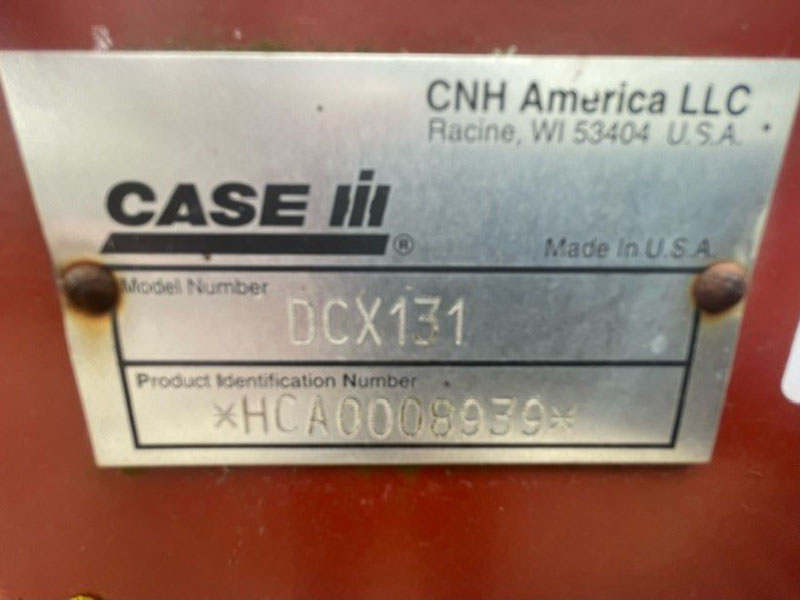 CNH America LLC
Racine, WI 53404 U.S.A.
CASE IH
®
Made In U.S.A.
Model Number
DCX131
Product Identification Number
*HCA0008939*